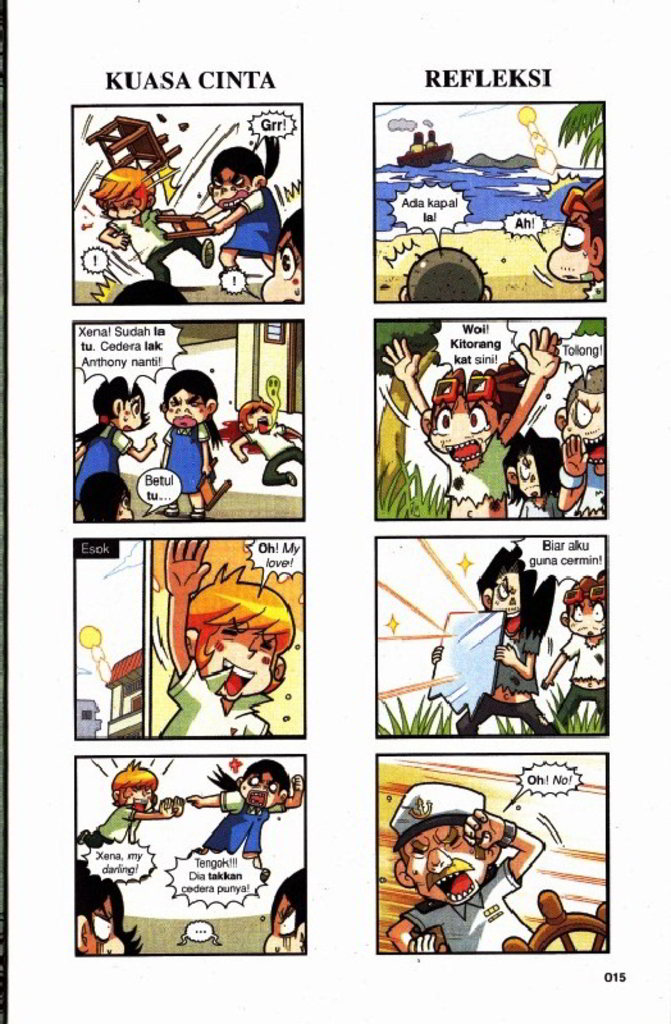 KUASA CINTA
Grr!
!
!
Xena! Sudah la
tu. Cedera lak
Anthony nanti!
Betul
tu...
Esok
Oh! My
love!
Xena, my
darling!
Tengok!!!
Dia takkan
cedera punya!
...
REFLEKSI
Ada kapal
la!
Ah!
Woi!
Kitorang
kat sini!
Tolong!
Biar aku
guna cermin!
Oh! No!
015